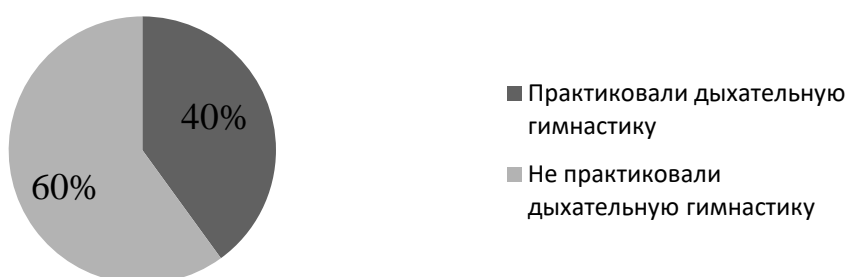 40%
60%
Практиковали дыхательную
гимнастику
Не практиковали
дыхательную гимнастику